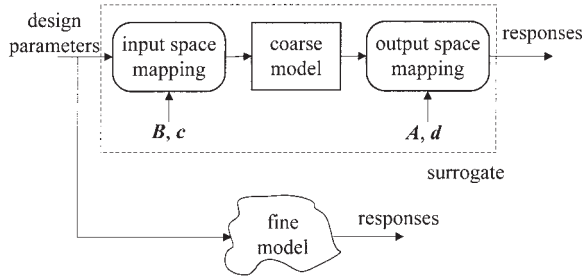 design
parameters
input space
mapping
coarse
model
output space
mapping
responses
B, c
A, d
surrogate
fine
model
responses